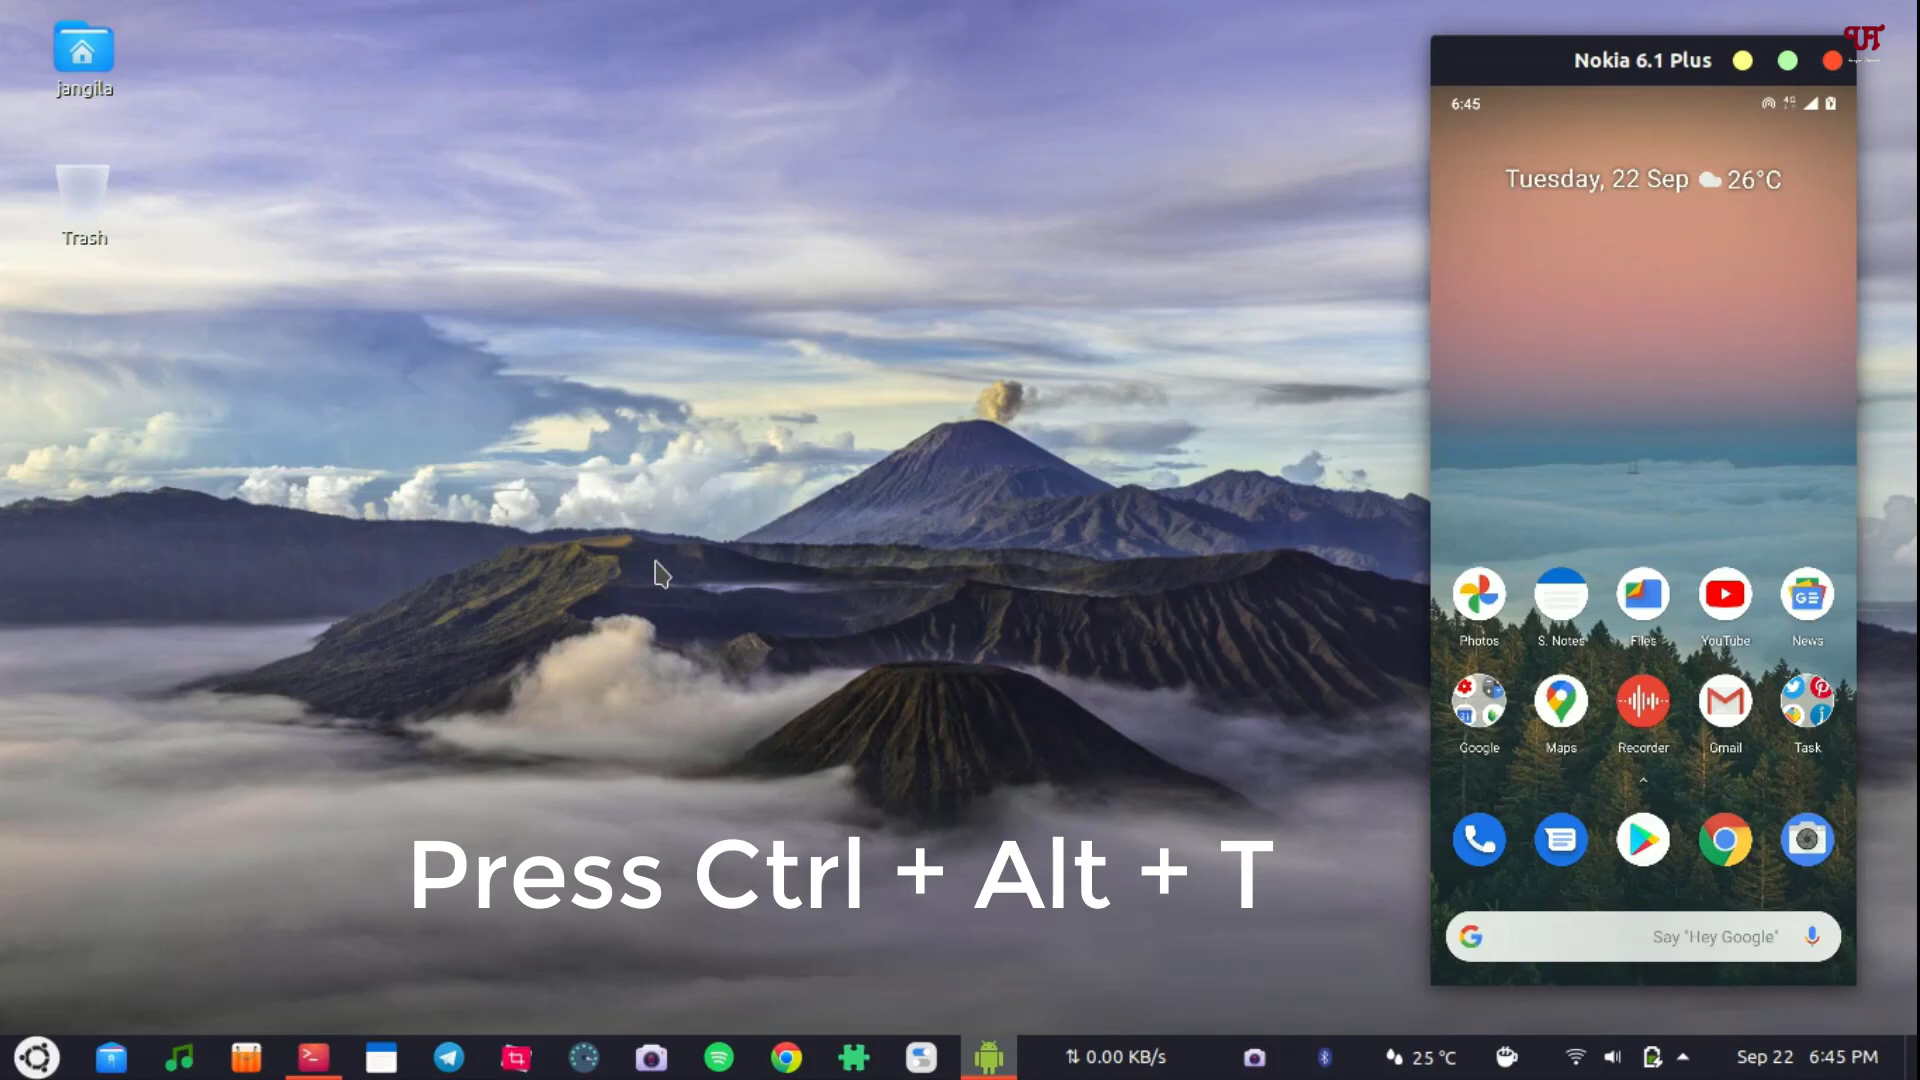 jangila
Trash
Nokia 6.1 Plus
6:45
4G
Tuesday, 22 Sep 26°C
Photos
S. Notes
Files
YouTube
News
Google
Maps
Recorder
Gmail
Task
Say "Hey Google"
Press Ctrl + Alt + T
0.00 KB/s
25 °C
Sep 22 6:45 PM